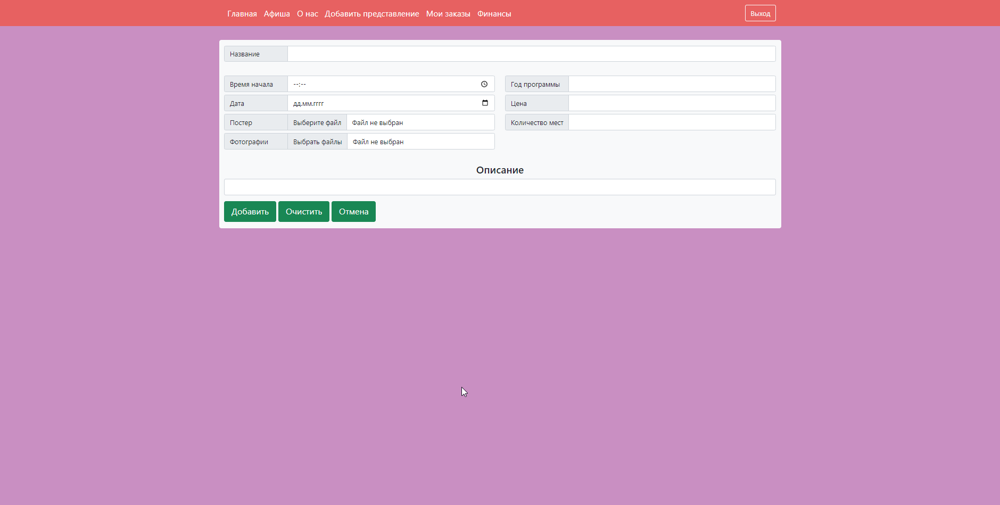 Главная Афиша О нас Добавить представление Мои заказы Финансы Выход
Название
Время начала --:-- Год программы
Дата дд.мм.гггг Цена
Постер Выберите файл Файл не выбран Количество мест
Фотографии Выбрать файлы Файл не выбран
Описание
Добавить Очистить Отмена